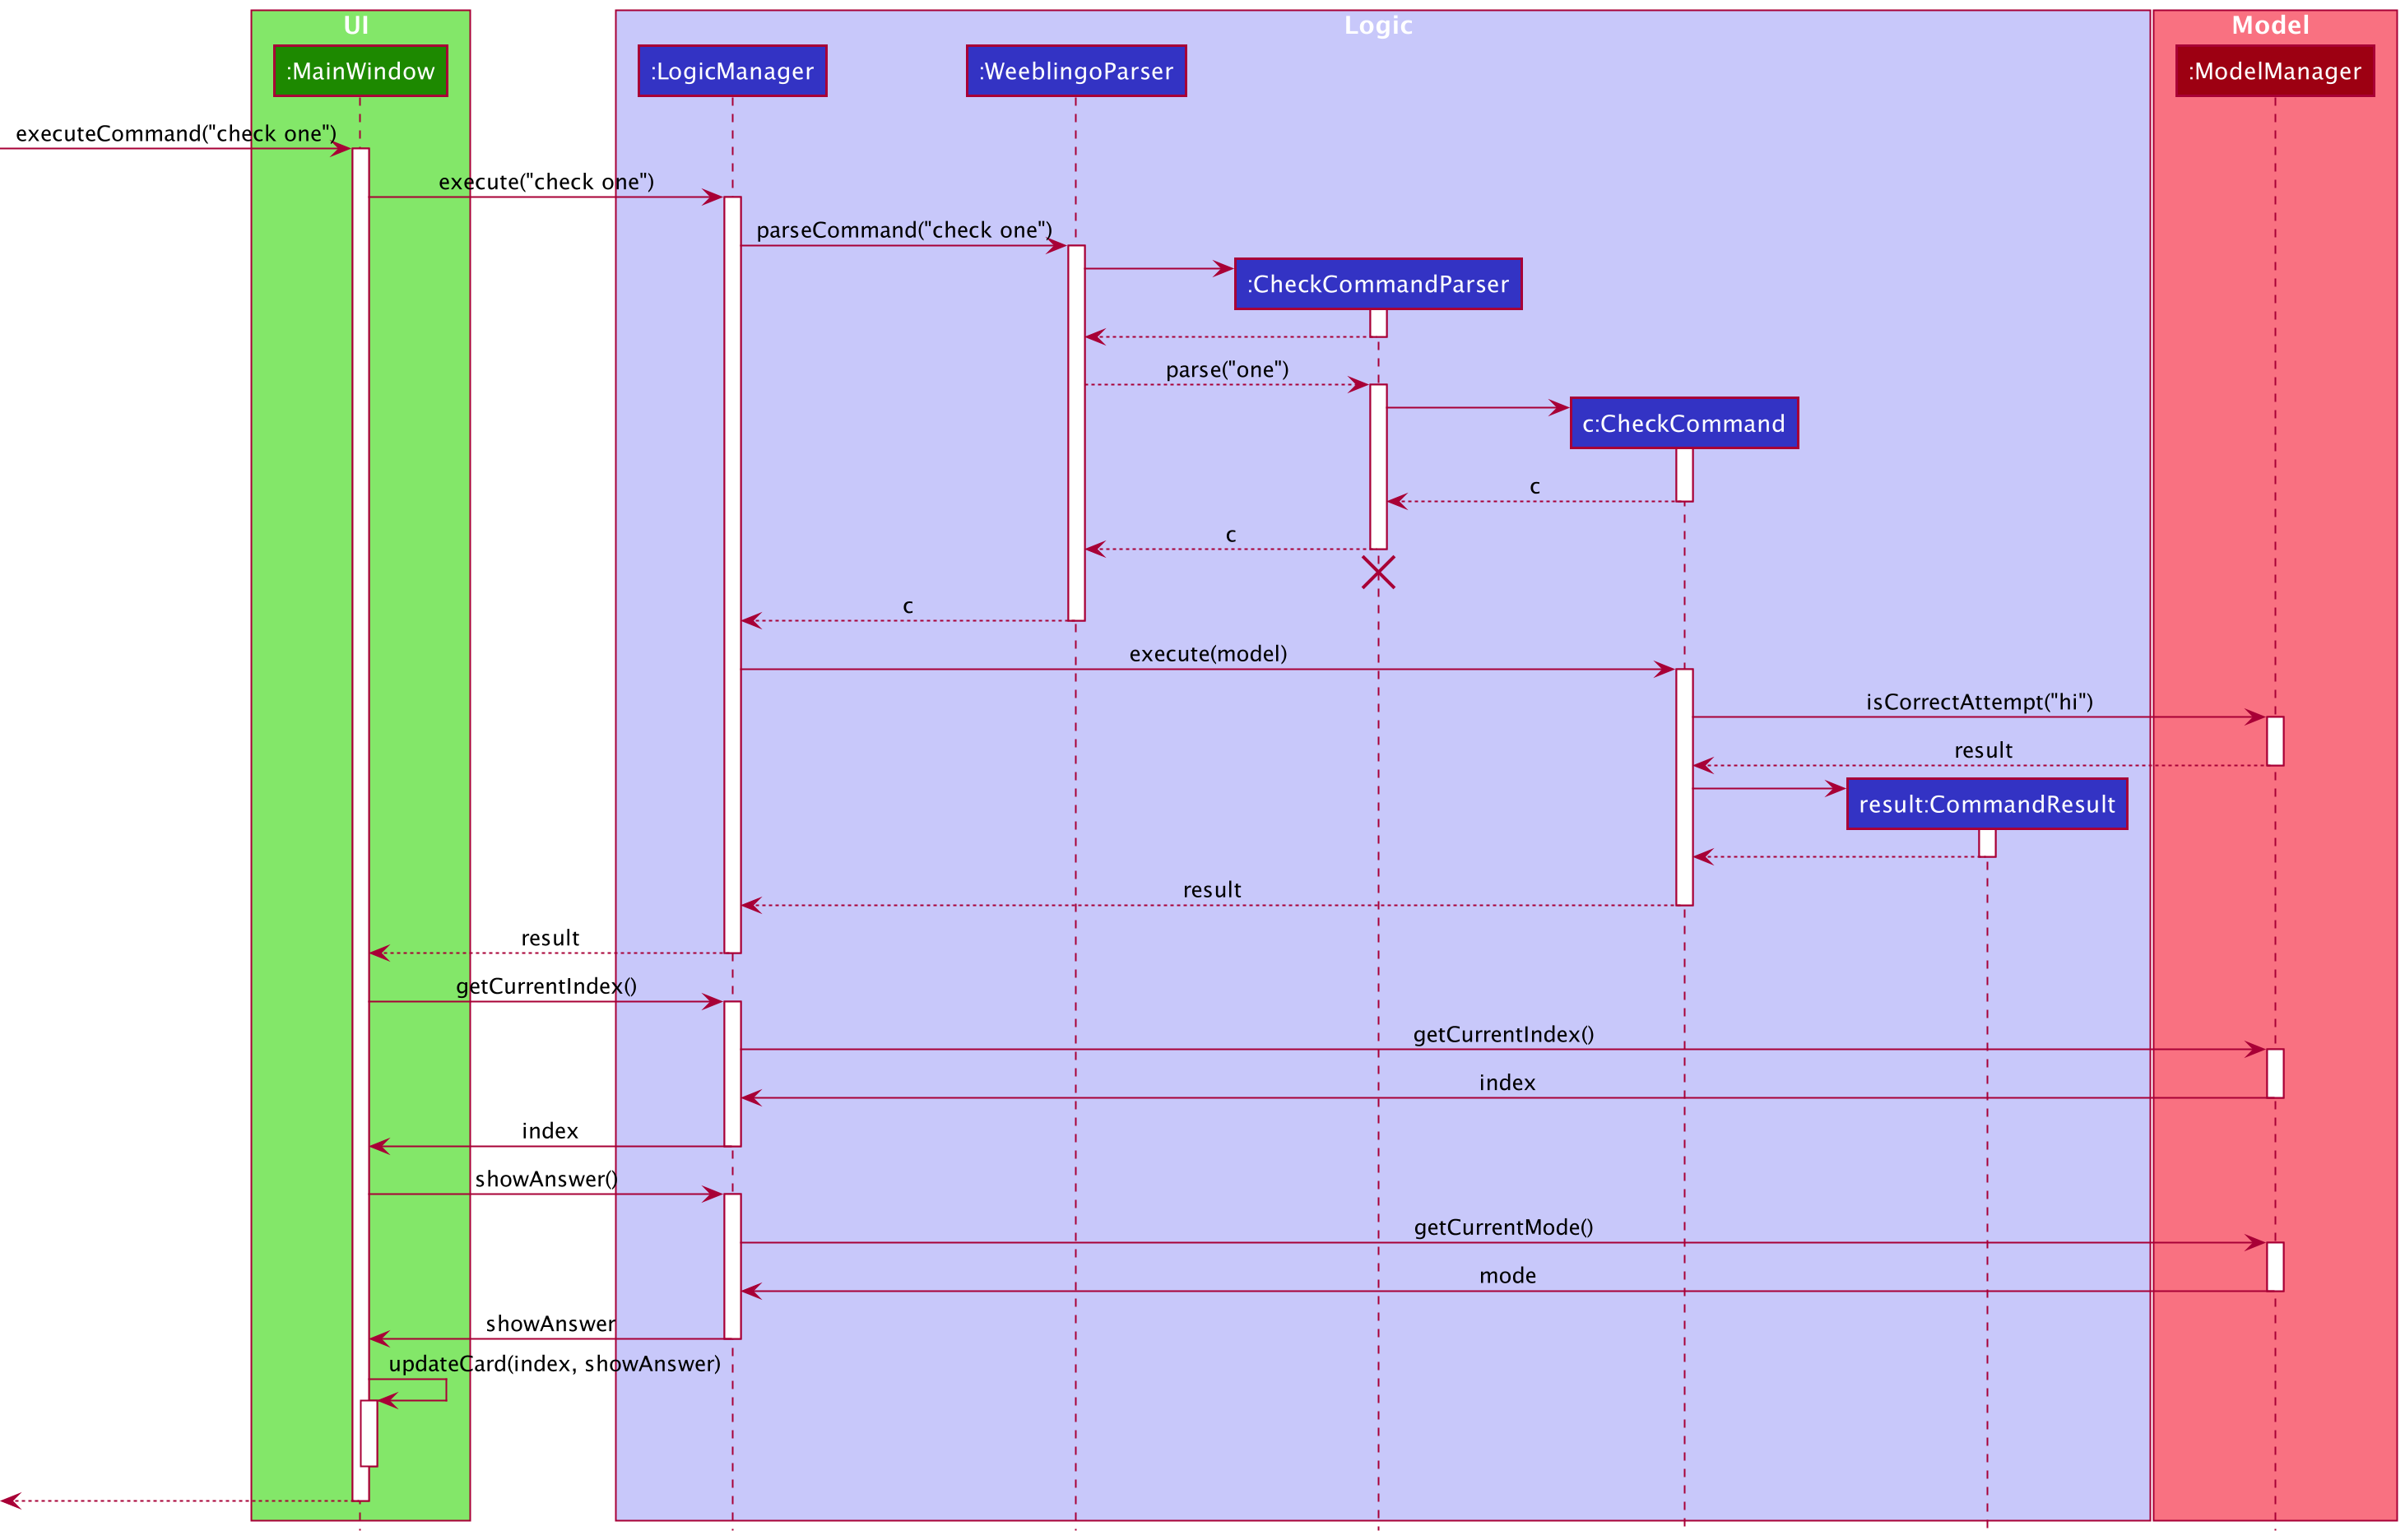 UI
Logic
Model
:MainWindow
:LogicManager
:WeeblingoParser
:ModelManager
executeCommand("check one")
execute("check one")
parseCommand("check one")
:CheckCommandParser
parse("one")
c:CheckCommand
c
c
c
execute(model)
isCorrectAttempt("hi")
result
result:CommandResult
result
result
getCurrentIndex()
getCurrentIndex()
index
index
showAnswer()
getCurrentMode()
mode
showAnswer
updateCard(index, showAnswer)